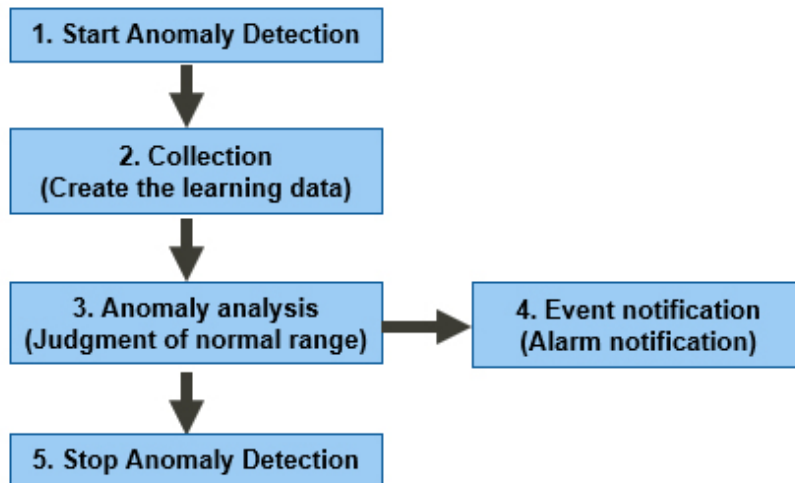 1. Start Anomaly Detection
2. Collection
(Create the learning data)
3. Anomaly analysis
(Judgment of normal range)
4. Event notification
(Alarm notification)
5. Stop Anomaly Detection